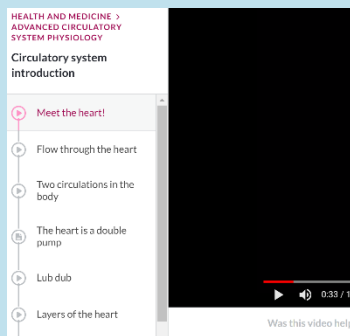 HEALTH AND MEDICINE >
ADVANCED CIRCULATORY
SYSTEM PHYSIOLOGY
Circulatory system
introduction
Meet the heart!
Flow through the heart
Two circulations in the
body
The heart is a double
pump
Lub dub
Layers of the heart
0:33 / 1
Was this video help